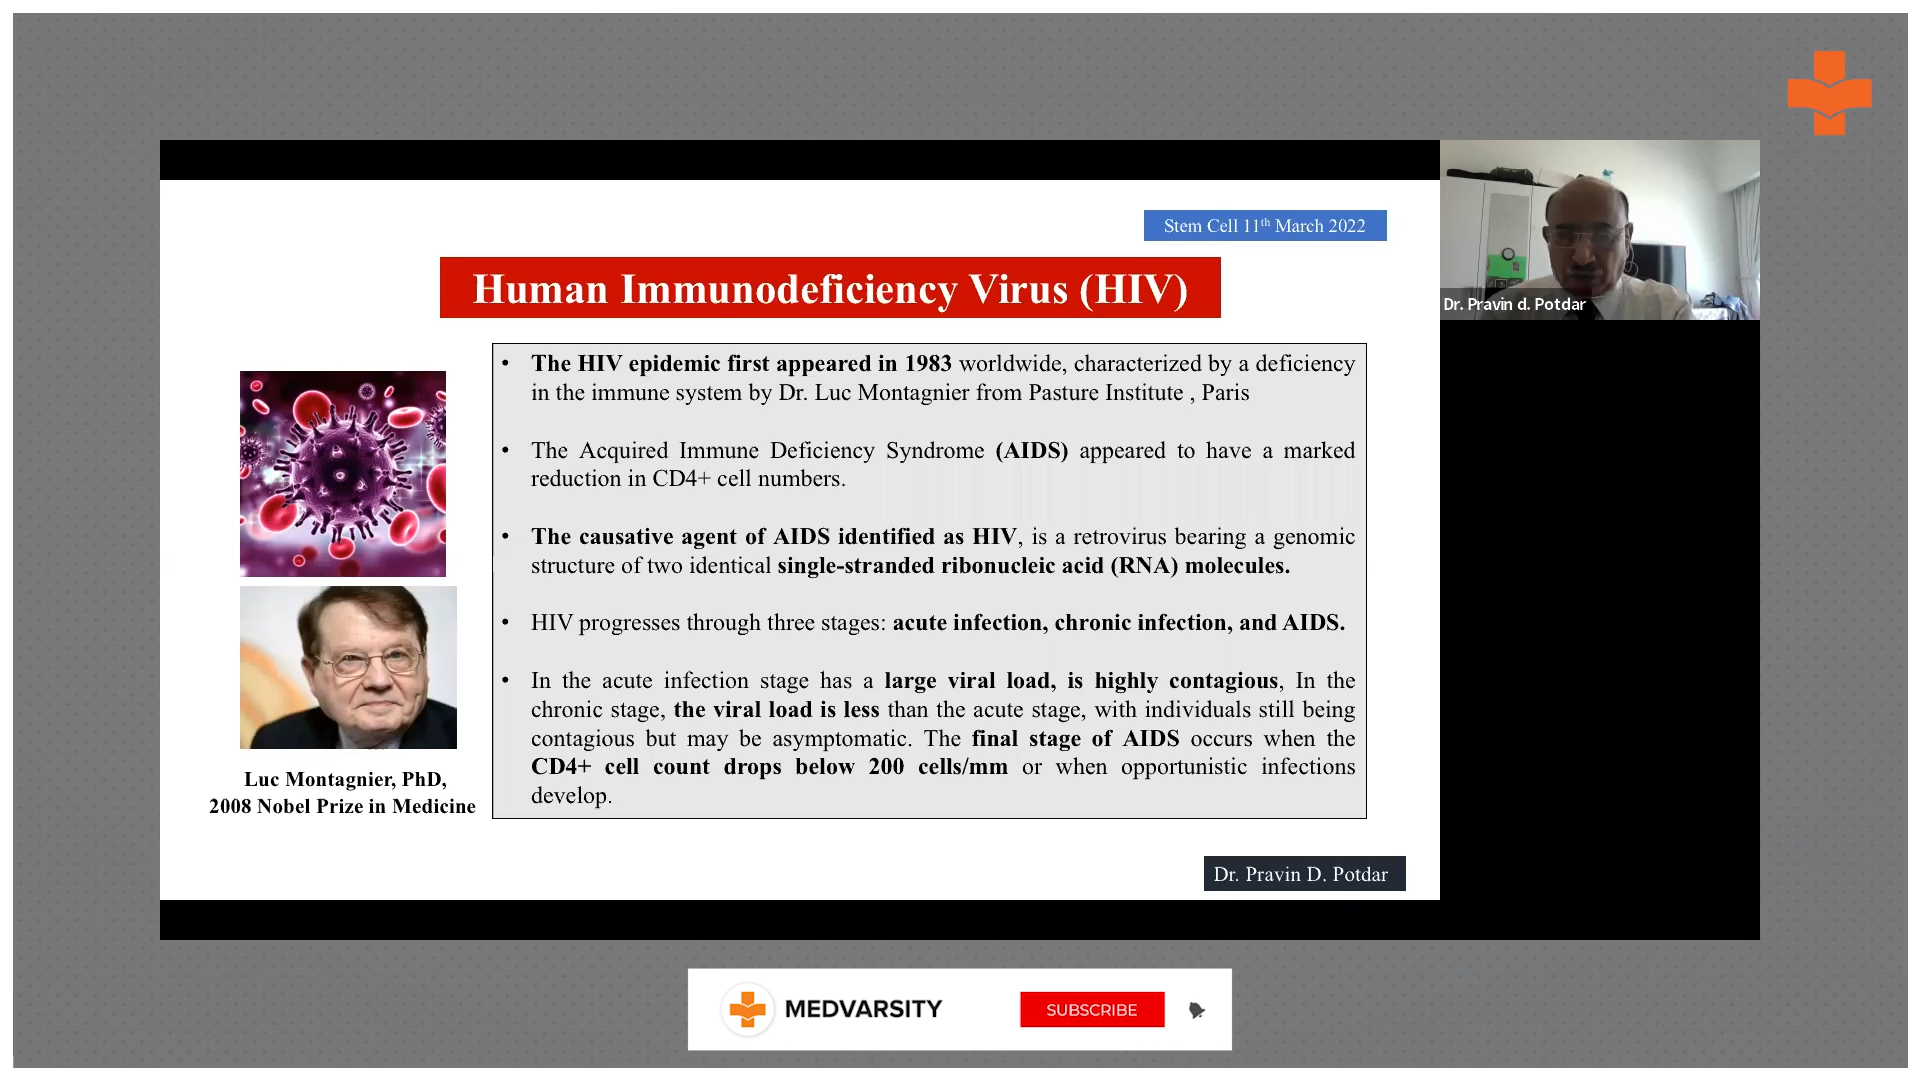 Stem Cell 11th March 2022
Human Immunodeficiency Virus (HIV)
Dr. Pravin d. Potdar
• The HIV epidemic first appeared in 1983 worldwide, characterized by a deficiency
in the immune system by Dr. Luc Montagnier from Pasture Institute , Paris
• The Acquired Immune Deficiency Syndrome (AIDS) appeared to have a marked
reduction in CD4+ cell numbers.
• The causative agent of AIDS identified as HIV, is a retrovirus bearing a genomic
structure of two identical single-stranded ribonucleic acid (RNA) molecules.
• HIV progresses through three stages: acute infection, chronic infection, and AIDS.
• In the acute infection stage has a large viral load, is highly contagious, In the
chronic stage, the viral load is less than the acute stage, with individuals still being
contagious but may be asymptomatic. The final stage of AIDS occurs when the
CD4+ cell count drops below 200 cells/mm or when opportunistic infections
develop.
Luc Montagnier, PhD,
2008 Nobel Prize in Medicine
Dr. Pravin D. Potdar
MEDVARSITY
SUBSCRIBE